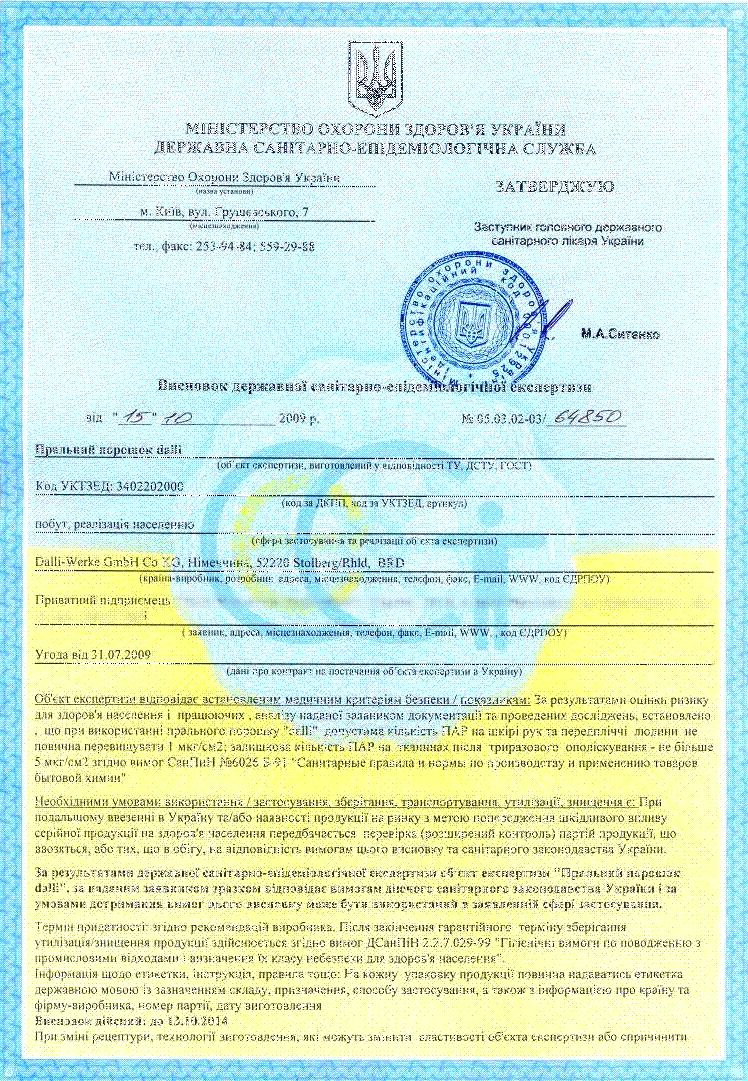 МІНІСТЕРСТВО ОХОРОНИ ЗДОРОВ'Я УКРАЇНИ
ДЕРЖАВНА САНІТАРНО-ЕПІДЕМІОЛОГІЧНА СЛУЖБА
Міністерство Охорони Здоров'я України
(назва установи)
м. Київ, вул. Грушевського, 7
(місцезнаходження)
тел., факс: 253-94-84; 559-29-88
ЗАТВЕРДЖУЮ
Заступник головного державного
санітарного лікаря України
М.А.Ситенко
Висновок державної санітарно-епідеміологічної експертизи
від "15" 10 2009 р. № 05.03.02-03/ 64850
Пральний порошок dalli
(об'єкт експертизи, виготовлений у відповідності ТУ, ДСТУ, ГОСТ)
Код УКТЗЕД: 3402202000
(код за ДКПП, код за УКТЗЕД, артикул)
побут, реалізація населенню
(сфера застосування та реалізації об'єкта експертизи)
Dalli-Werke GmbH Co KG, Німеччина, 52220 Stolberg/Rhld, BRD
(країна-виробник, розробник, адреса, місцезнаходження, телефон, факс, E-mail, WWW, код ЄДРПОУ)
Приватний підприємець
( заявник, адреса, місцезнаходження, телефон, факс, E-mail, WWW, , код ЄДРПОУ)
Угода від 31.07.2009
(дані про контракт на постачання об'єкта експертизи в Україну)
Об'єкт експертизи відповідає встановленим медичним критеріям безпеки / показникам: За результатами оцінки ризику
для здоров'я населення і працюючих , аналізу наданої заявником документації та проведених досліджень, встановлено
, що при використанні прального порошку "dalli" допустима кількість ПАР на шкірі рук та передпліччі людини не
повинна перевищувати 1 мкг/см2; залишкова кількість ПАР на тканинах після триразового ополіскування - не більше
5 мкг/см2 згідно вимог СанПиН №6026 Б-91 "Санитарные правила и нормы по производству и применению товаров
бытовой химии"
Необхідними умовами використання / застосування, зберігання, транспортування, утилізації, знищення є: При
подальшому ввезенні в Україну та/або наявності продукції на ринку з метою попередження шкідливого впливу
серійної продукції на здоров'я населення передбачається перевірка (розширений контроль) партій продукції, що
ввозяться, або тих, що в обігу, на відповідність вимогам цього висновку та санітарного законодавства України.
За результатами державної санітарно-епідеміологічної експертизи об'єкт експертизи "Пральний порошок
dalli", за наданим заявником зразком відповідає вимогам діючого санітарного законодавства України і за
умовами дотримання вимог цього висновку може бути використаний в заявленій сфері застосування.
Термін придатності: згідно рекомендацій виробника. Після закінчення гарантійного терміну зберігання
утилізація/знищення продукції здійснюється згідно вимог ДСанПіН 2.2.7.029-99 "Гігієнічні вимоги по поводженню з
промисловими відходами і визначення їх класу небезпеки для здоров'я населення".
Інформація щодо етикетки, інструкція, правила тощо: На кожну упаковку продукції повинна надаватись етикетка
державною мовою із зазначенням складу, призначення, способу застосування, а також з інформацією про країну та
фірму-виробника, номер партії, дату виготовлення
Висновок дійсний: до 13.10.2014
При зміні рецептури, технології виготовлення, які можуть змінити властивості об'єкта експертизи або спричинити